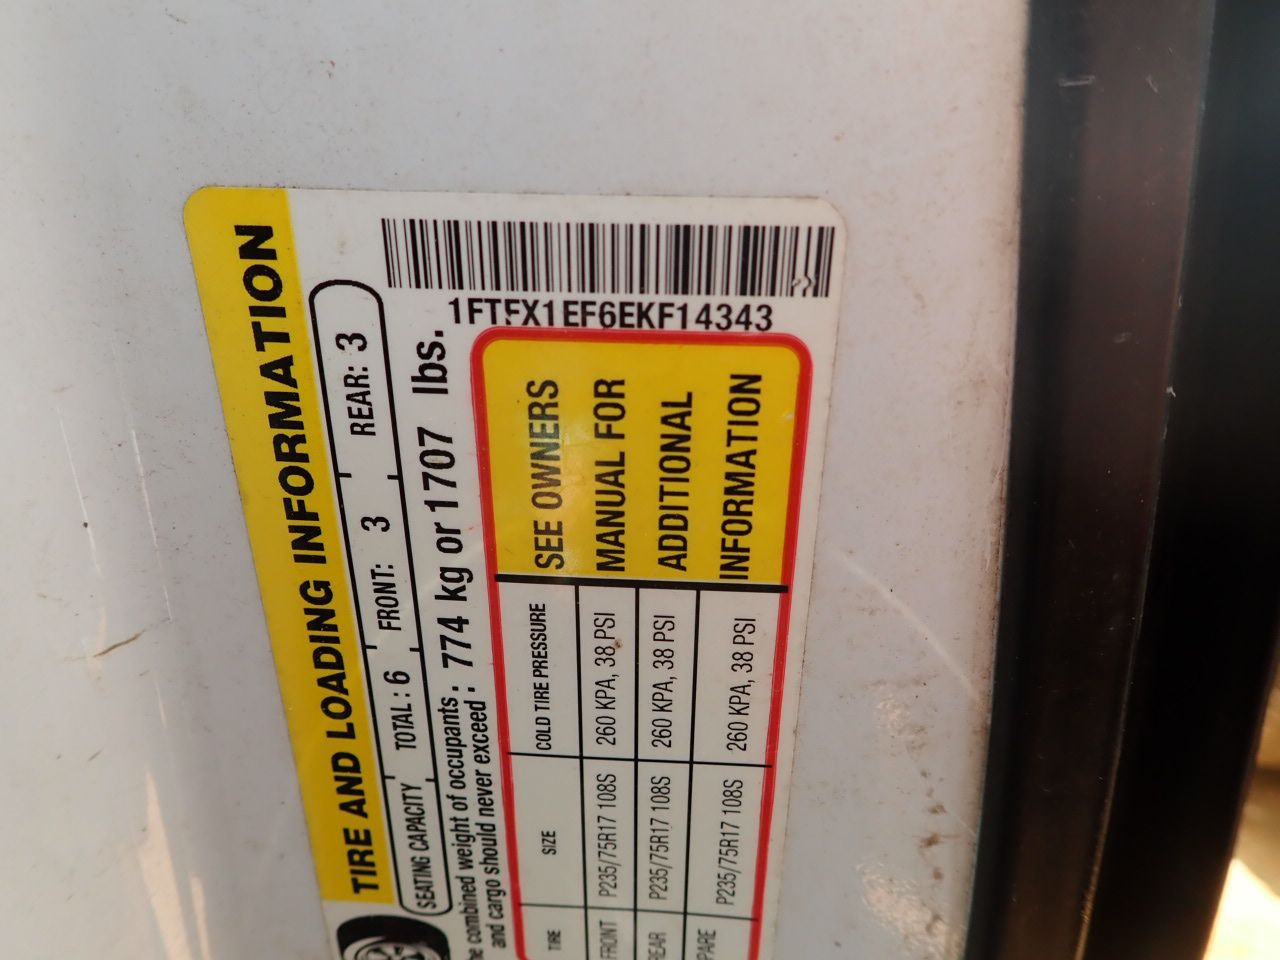 TIRE AND LOADING INFORMATION
SEATING CAPACITY TOTAL: 6 FRONT: 3 REAR: 3
combined weight of occupants
and cargo should never exceed : 774 kg or 1707 lbs.
TIRE SIZE COLD TIRE PRESSURE
FRONT P235/75R17 108S 260 KPA, 38 PSI
REAR P235/75R17 108S 260 KPA, 38 PSI
PARE P235/75R17 108S 260 KPA, 38 PSI
SEE OWNERS
MANUAL FOR
ADDITIONAL
INFORMATION
1FTFX1EF6EKF14343